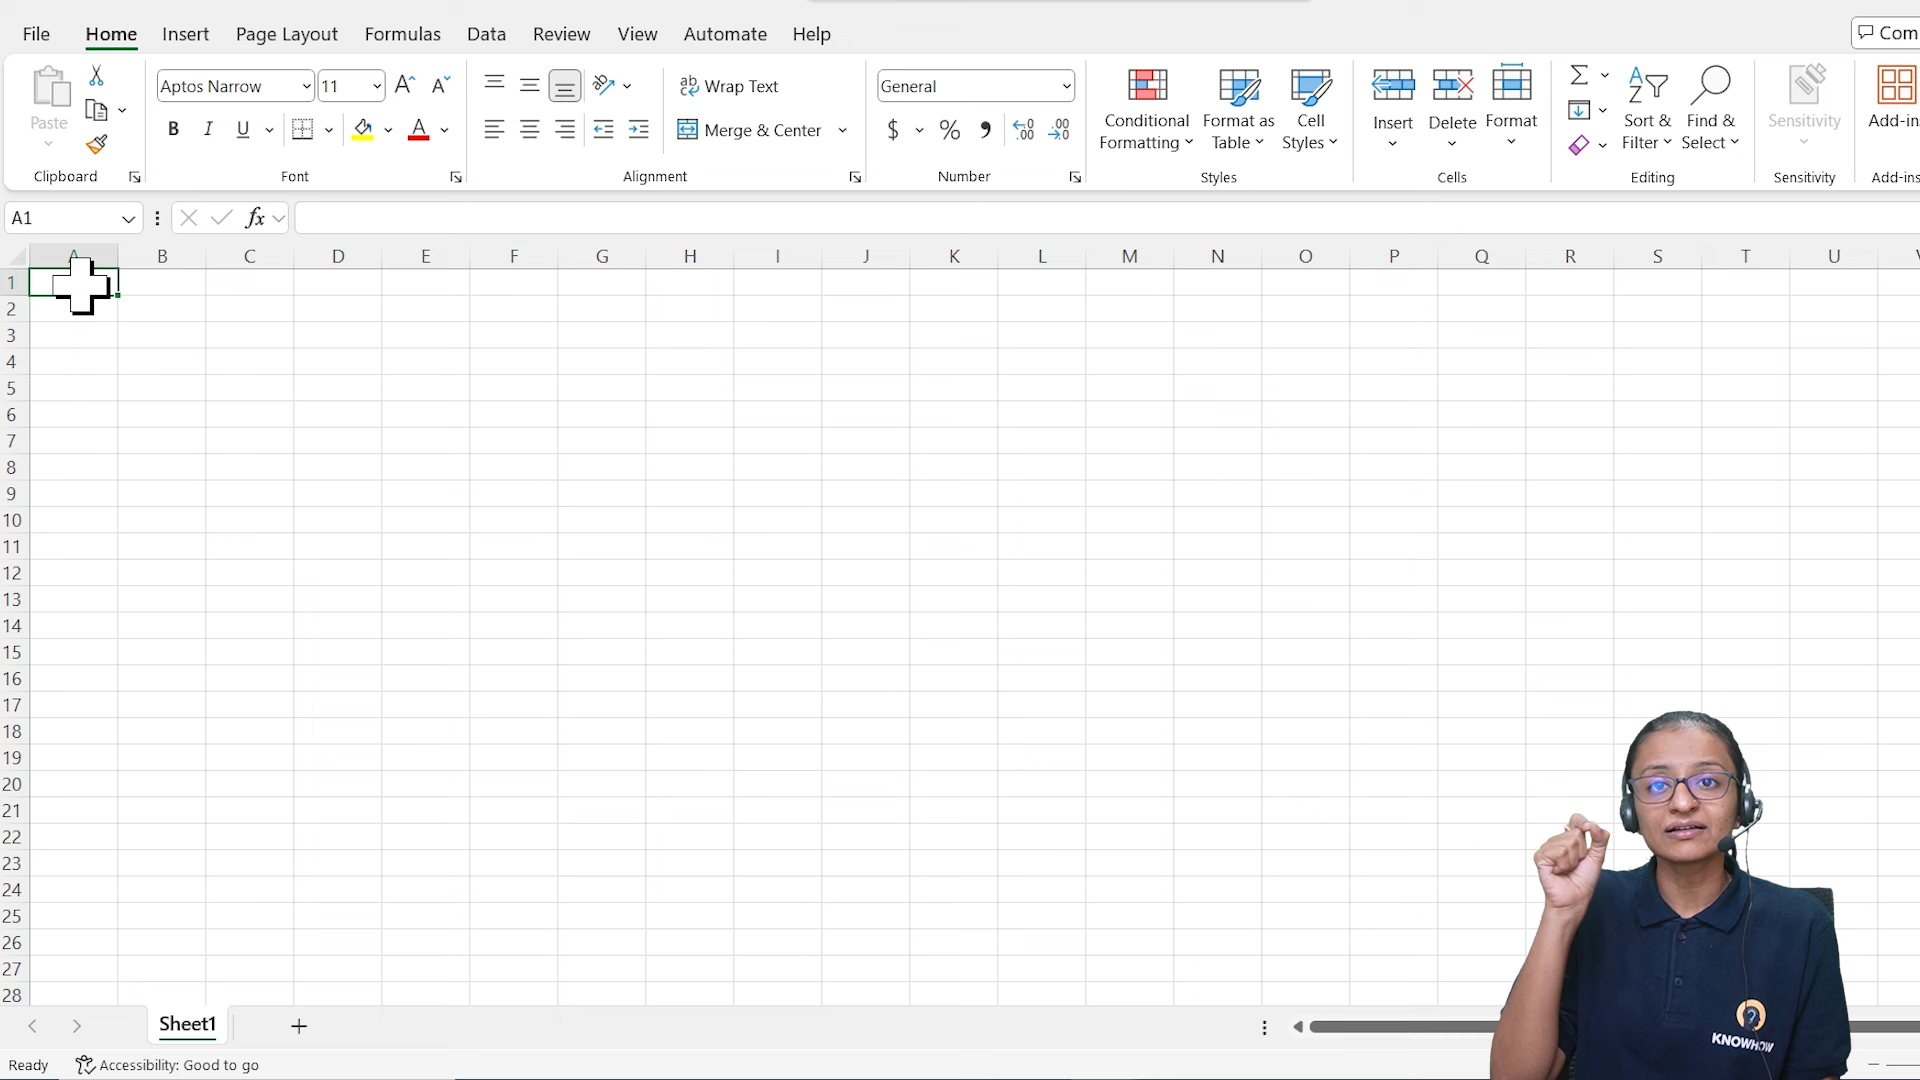 File Home Insert Page Layout Formulas Data Review View Automate Help
Com
Paste
Clipboard
Aptos Narrow 11
B I U
Font
Wrap Text
Merge & Center
Alignment
General
$ % ,
Number
Conditional Formatting
Format as Table
Cell Styles
Styles
Insert Delete Format
Cells
Sort & Filter
Find & Select
Editing
Sensitivity
Sensitivity
Add-ins
Add-ins
A1
fx
A B C D E F G H I J K L M N O P Q R S T U
1
2
3
4
5
6
7
8
9
10
11
12
13
14
15
16
17
18
19
20
21
22
23
24
25
26
27
28
KNOWHOW
Sheet1
Ready Accessibility: Good to go